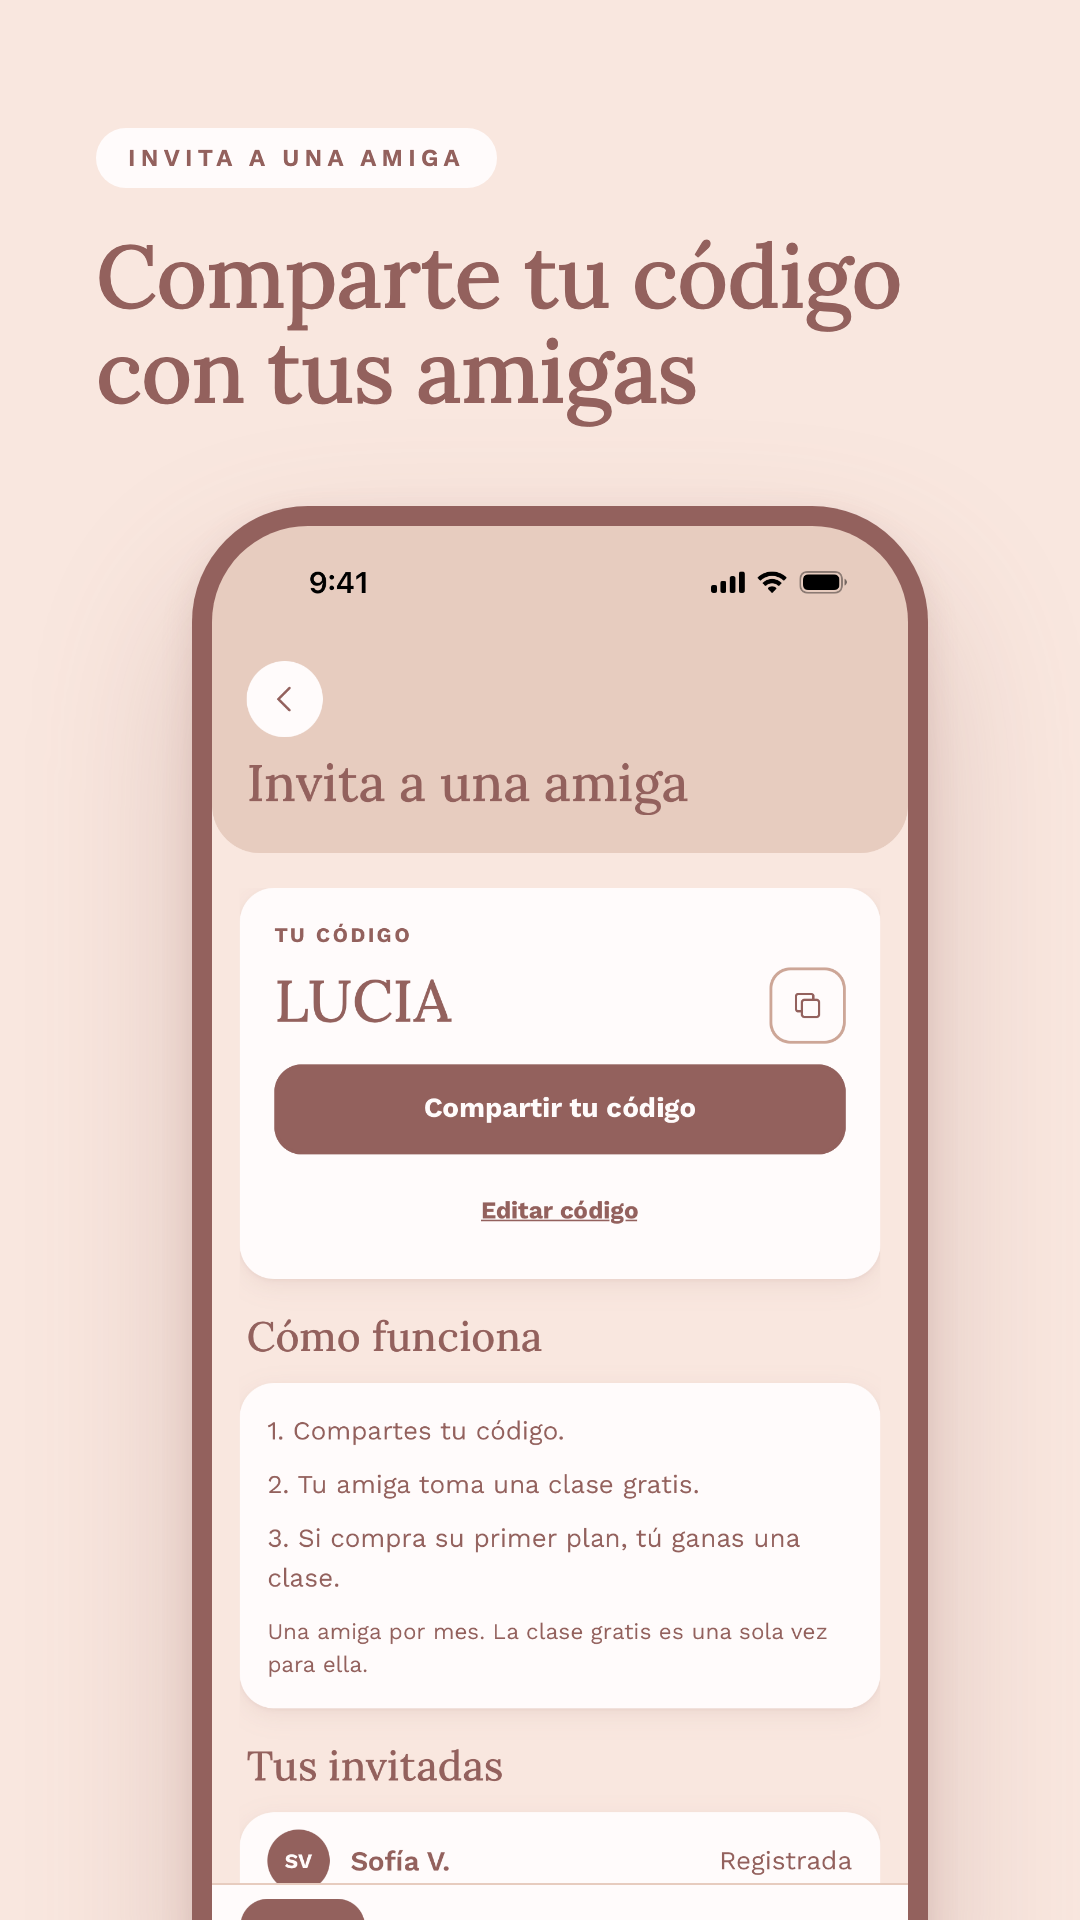 INVITA A UNA AMIGA
Comparte tu código
con tus amigas
9:41
Invita a una amiga
TU CÓDIGO
LUCIA
Compartir tu código
Editar código
Cómo funciona
1. Compartes tu código.
2. Tu amiga toma una clase gratis.
3. Si compra su primer plan, tú ganas una
clase.
Una amiga por mes. La clase gratis es una sola vez
para ella.
Tus invitadas
SV Sofía V. Registrada